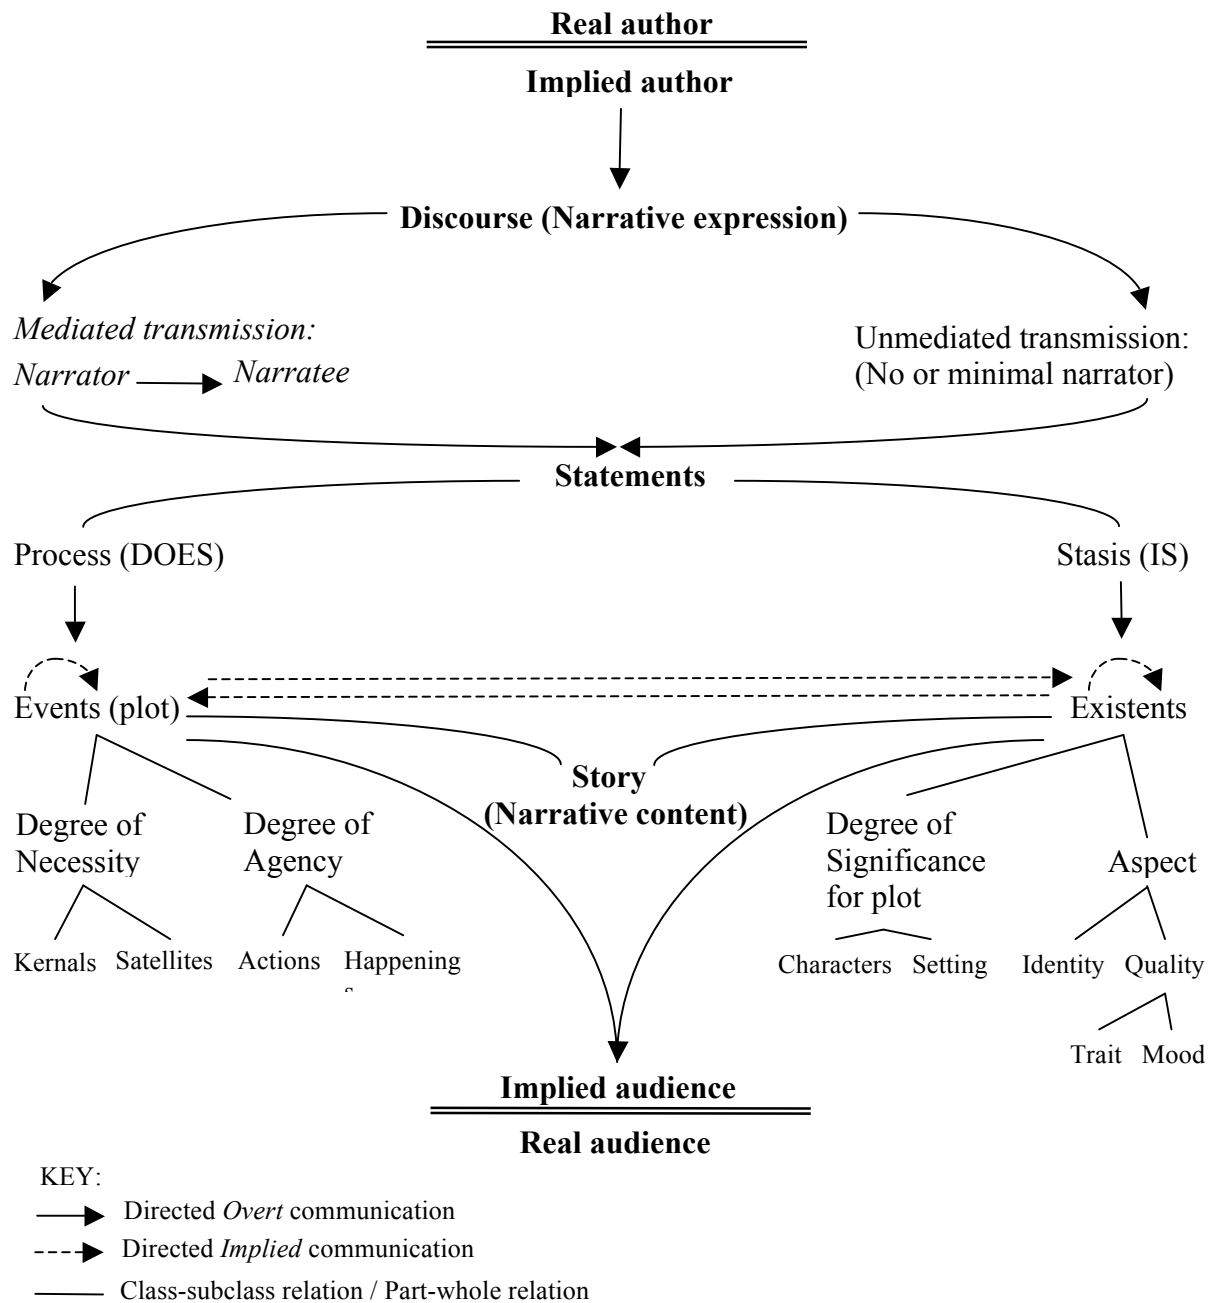 Real author
Implied author
Discourse (Narrative expression)
Mediated transmission:
Narrator Narratee
Unmediated transmission:
(No or minimal narrator)
Statements
Process (DOES)
Stasis (IS)
Events (plot)
Existents
Story
(Narrative content)
Degree of
Necessity
Degree of
Agency
Degree of
Significance
for plot
Aspect
Kernals
Satellites
Actions
Happening
s
Characters
Setting
Identity
Quality
Trait
Mood
Implied audience
Real audience
KEY:
Directed Overt communication
Directed Implied communication
Class-subclass relation / Part-whole relation